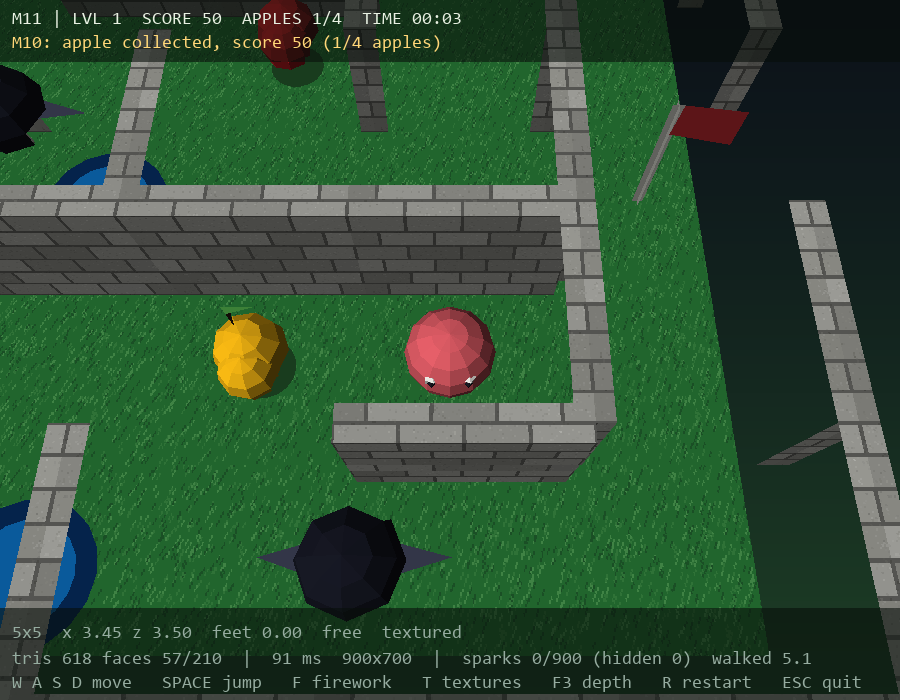 M11 | LVL 1  SCORE 50  APPLES 1/4  TIME 00:03
M10: apple collected, score 50 (1/4 apples)
5x5  x 3.45 z 3.50  feet 0.00  free  textured
tris 618 faces 57/210  |  91 ms  900x700  |  sparks 0/900 (hidden 0)  walked 5.1
W A S D move   SPACE jump   F firework   T textures   F3 depth   R restart   ESC quit